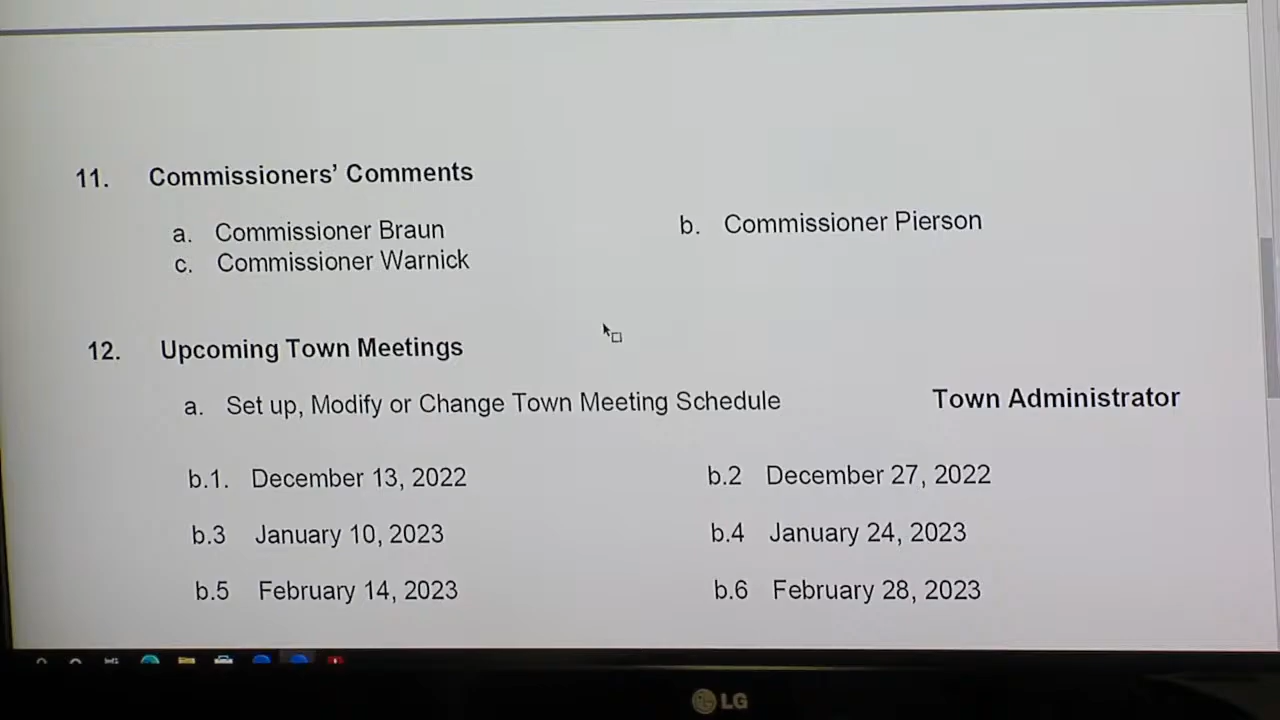 11. Commissioners’ Comments
a. Commissioner Braun b. Commissioner Pierson
c. Commissioner Warnick
12. Upcoming Town Meetings
a. Set up, Modify or Change Town Meeting Schedule Town Administrator
b.1. December 13, 2022 b.2 December 27, 2022
b.3 January 10, 2023 b.4 January 24, 2023
b.5 February 14, 2023 b.6 February 28, 2023
LG